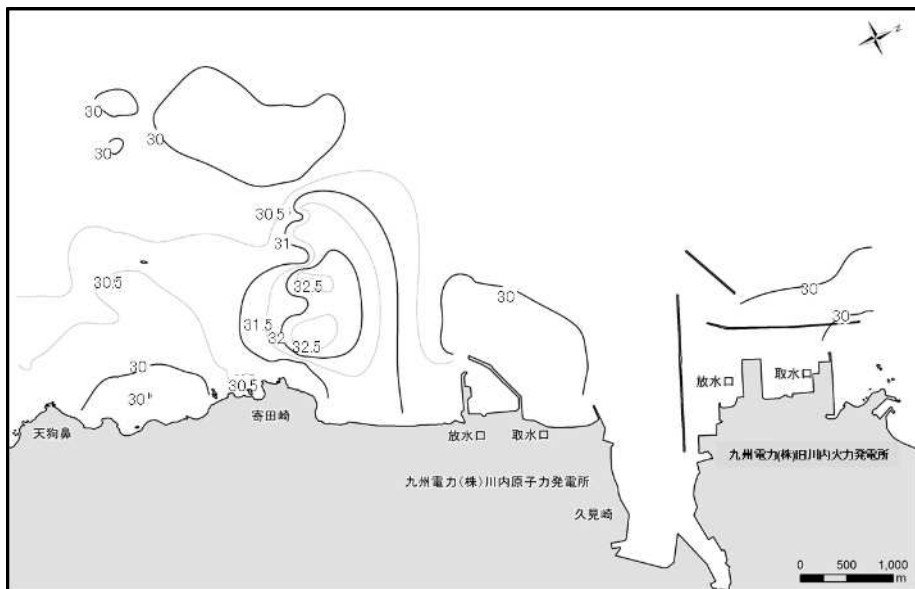 N
30
30
30
30.5
31
30.5
32.5
30
30
31.5
32
32.5
30
30
30.5
放水口
取水口
天狗鼻
寄田崎
放水口
取水口
九州電力(株)旧川内火力発電所
九州電力(株)川内原子力発電所
久見崎
0 500 1,000
m